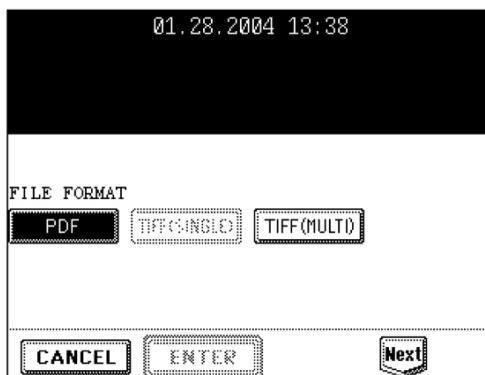 01.28.2004 13:38
FILE FORMAT
PDF TIFF(SINGLE) TIFF(MULTI)
CANCEL ENTER Next